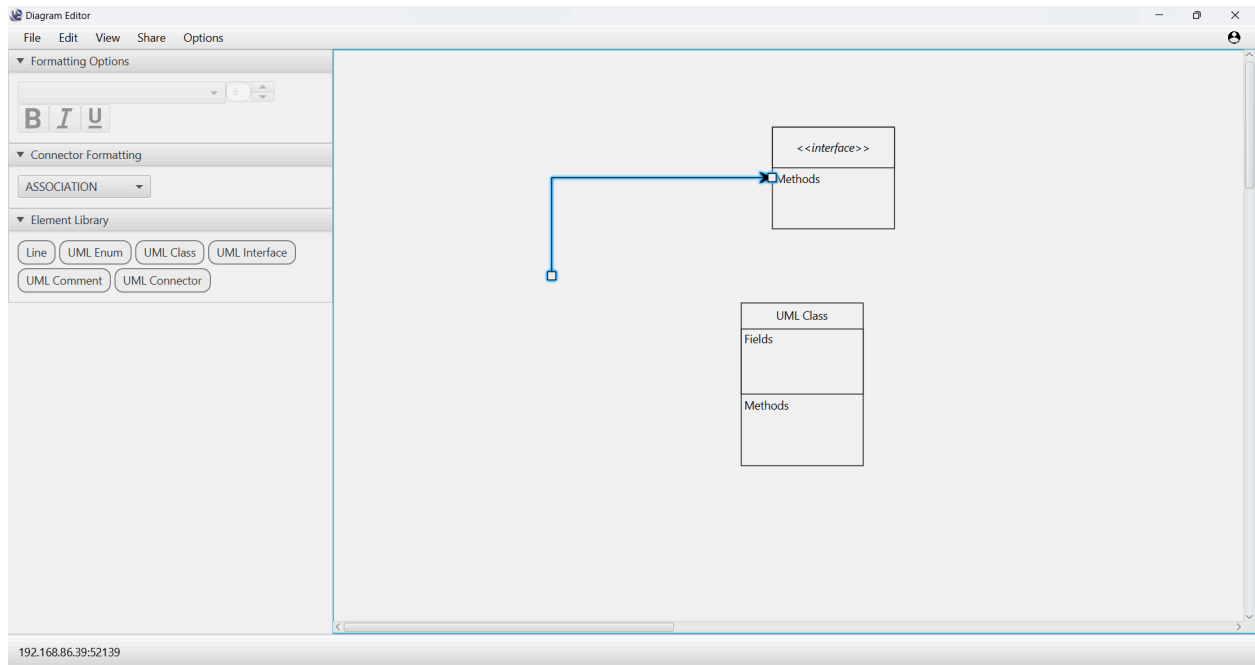 Diagram Editor
File Edit View Share Options
Formatting Options
6
B I U
Connector Formatting
ASSOCIATION
Element Library
Line UML Enum UML Class UML Interface
UML Comment UML Connector
<<interface>>
Methods
UML Class
Fields
Methods
192.168.86.39:52139